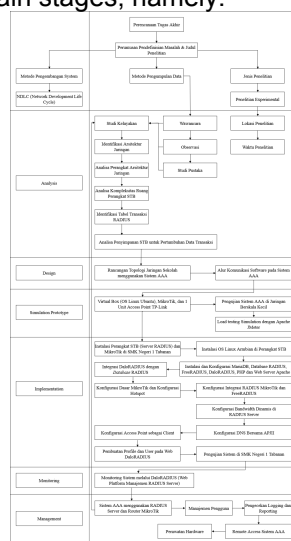 ain stages, namely:
Perencanaan Tugas Akhir
Perumusan Pendefinisian Masalah & Judul
Penelitian
Metode Pengembangan System
Metode Pengumpulan Data
Jenis Penelitian
NDLC (Network Development Life
Cycle)
Penelitian Experimental
Analysis
Studi Kelayakan
Wawancara
Lokasi Penelitian
Identifikasi Arsitektur
Jaringan
Observasi
Waktu Penelitian
Analisa Perangkat Arsitektur
Jaringan
Studi Pustaka
Analisa Kompleksitas Ruang
Perangkat STB
Identifikasi Tabel Transaksi
RADIUS
Analisa Penyimpanan STB untuk Pertumbuhan Data Transaksi
Design
Rancangan Topologi Jaringan Sekolah
menggunakan Sistem AAA
Alur Komunikasi Software pada Sistem
AAA
Simulation Prototype
Virtual Box (OS Linux Ubuntu), MikroTik, dan 1
Unit Access Point TP-Link
Pengujian Sistem AAA di Jaringan
Berskala Kecil
Load testing Simulation dengan Apache
JMeter
Implementation
Instalasi Perangkat STB (Server RADIUS) dan
MikroTik di SMK Negeri 1 Tabanan
Instalasi OS Linux Armbian di Perangkat STB
Integrasi DaloRADIUS dengan
Database RADIUS
Instalasi dan Konfigurasi MariaDB, Database RADIUS,
FreeRADIUS, DaloRADIUS, PHP dan Web Server Apache
Konfigurasi Dasar MikroTik dan Konfigurasi
Hotspot
Konfigurasi Integrasi RADIUS MikroTik dan
FreeRADIUS
Konfigurasi Bandwidth Dinamis di
RADIUS Server
Konfigurasi Access Point sebagai Client
Konfigurasi DNS Bersama APJII
Pembuatan Profile dan User pada Web
DaloRADIUS
Pengujian Sistem di SMK Negeri 1 Tabanan
Monitoring
Monitoring Sistem melalui DaloRADIUS (Web
Platform Manajemen RADIUS Server)
Management
Sistem AAA menggunakan RADIUS
Server dan Router MikroTik
Manajemen Pengguna
Pengecekan Logging dan
Reporting
Perawatan Hardware
Remote Access Sistem AAA